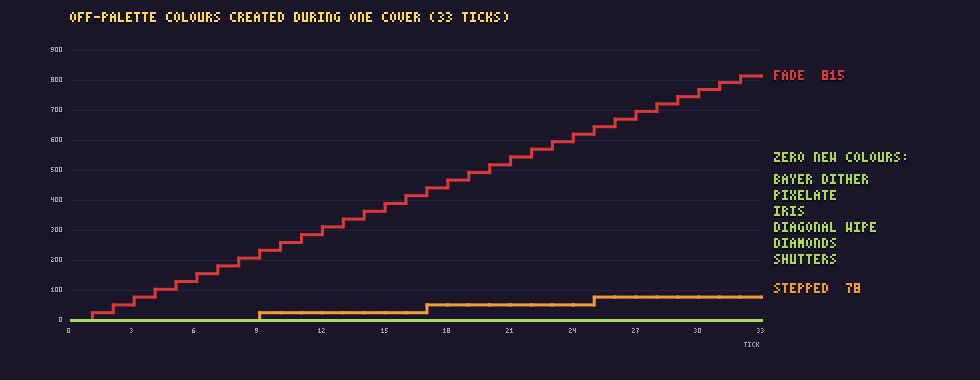 OFF-PALETTE COLOURS CREATED DURING ONE COVER (33 TICKS)
900
800
700
600
500
400
300
200
100
0
0 3 6 9 12 15 18 21 24 27 30 33
TICK
FADE 815
ZERO NEW COLOURS:
BAYER DITHER
PIXELATE
IRIS
DIAGONAL WIPE
DIAMONDS
SHUTTERS
STEPPED 78